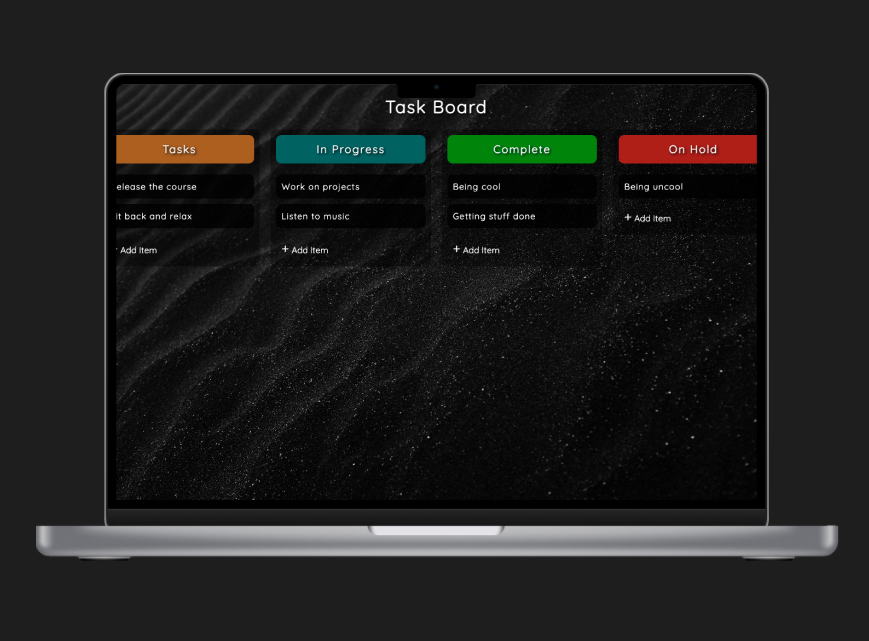 Task Board
Tasks
elease the course
it back and relax
Add Item
In Progress
Work on projects
Listen to music
+ Add Item
Complete
Being cool
Getting stuff done
+ Add Item
On Hold
Being uncool
+ Add Item